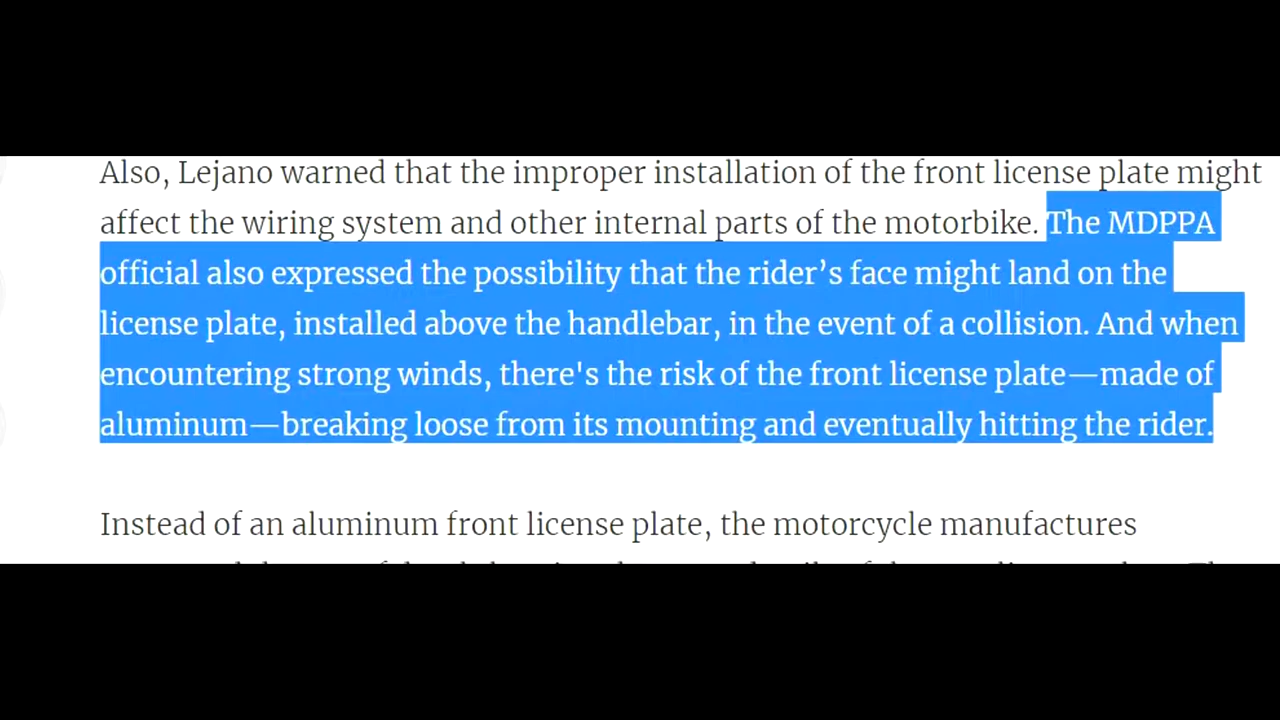 Also, Lejano warned that the improper installation of the front license plate might
affect the wiring system and other internal parts of the motorbike. The MDPPA
official also expressed the possibility that the rider’s face might land on the
license plate, installed above the handlebar, in the event of a collision. And when
encountering strong winds, there's the risk of the front license plate—made of
aluminum—breaking loose from its mounting and eventually hitting the rider.
Instead of an aluminum front license plate, the motorcycle manufactures